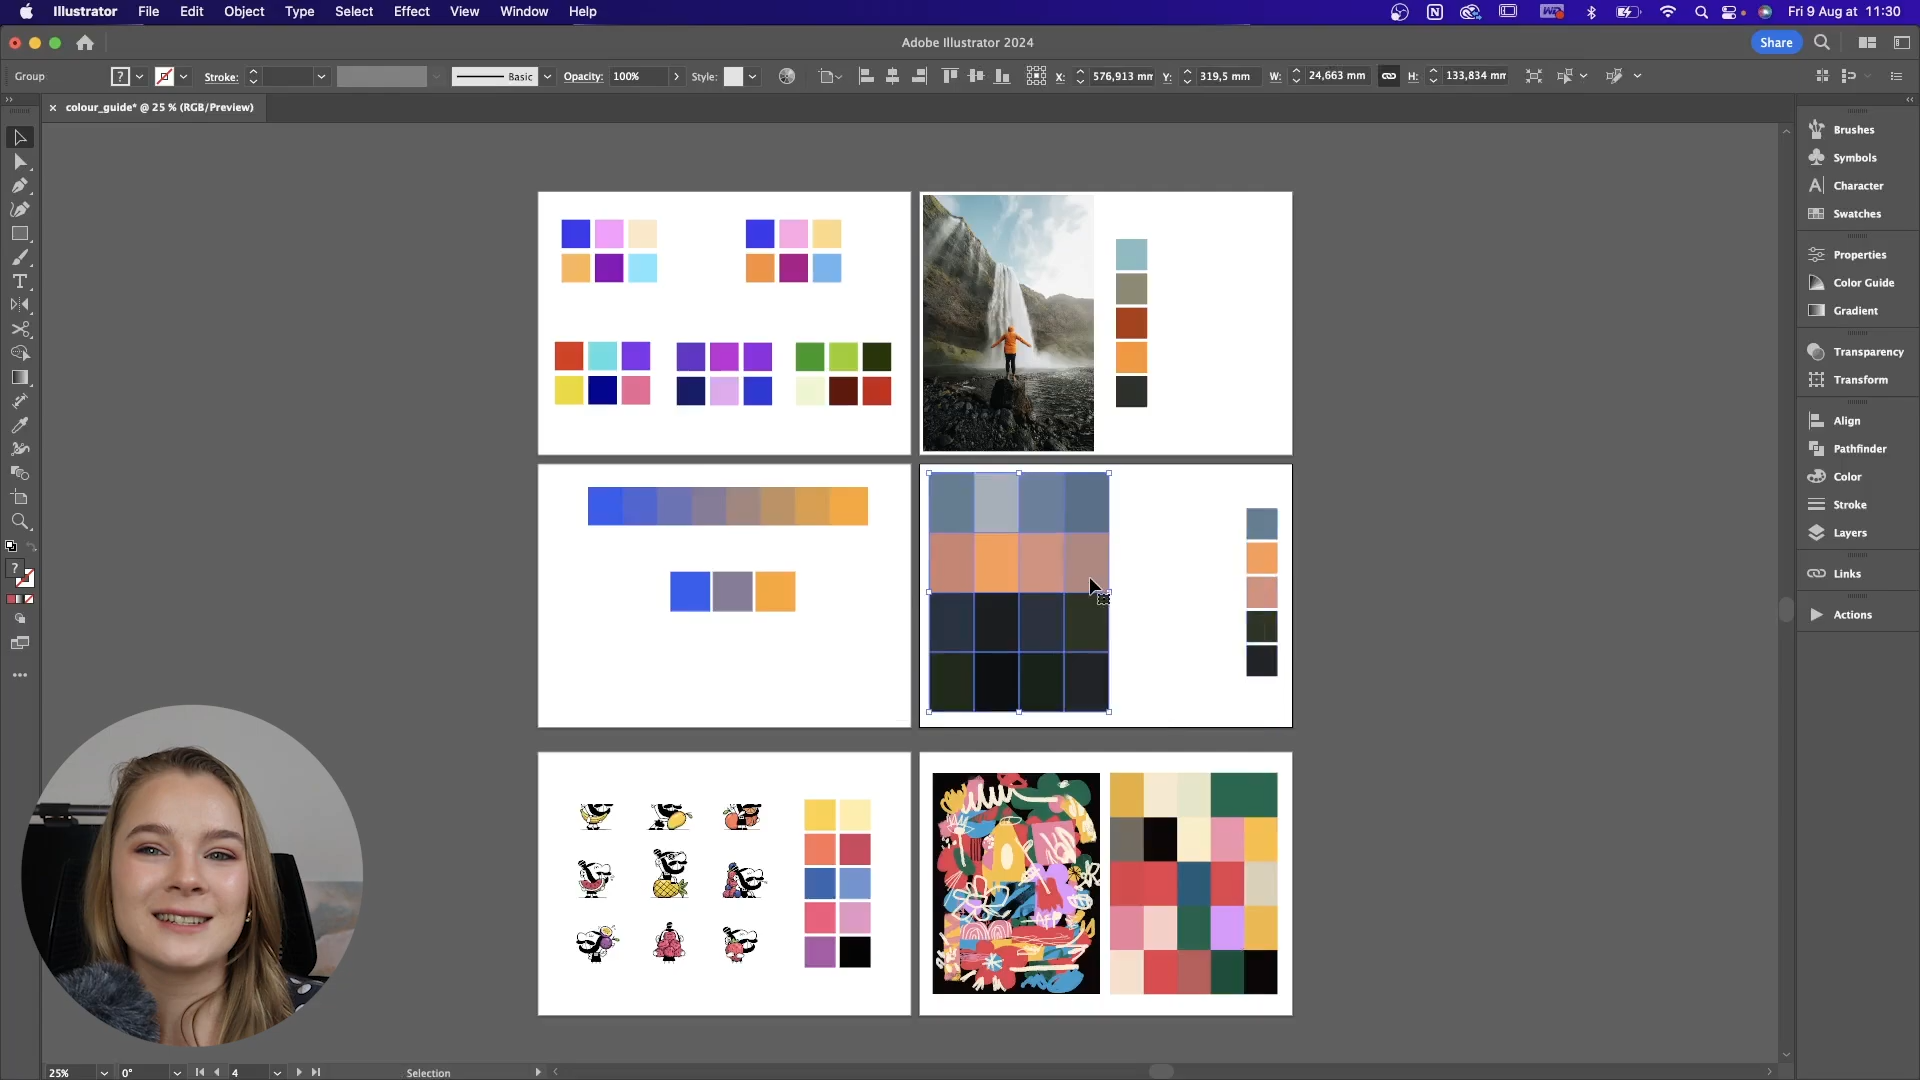 Illustrator File Edit Object Type Select Effect View Window Help Fri 9 Aug at 11:30
Adobe Illustrator 2024
Share
Group ? Stroke: Basic Opacity: 100% Style: X: 576,913 mm Y: 319,5 mm W: 24,663 mm H: 133,834 mm
× colour_guide* @ 25 % (RGB/Preview)
Brushes
Symbols
Character
Swatches
Properties
Color Guide
Gradient
Transparency
Transform
Align
Pathfinder
Color
Stroke
Layers
Links
Actions
?
25% 0° 4 Selection